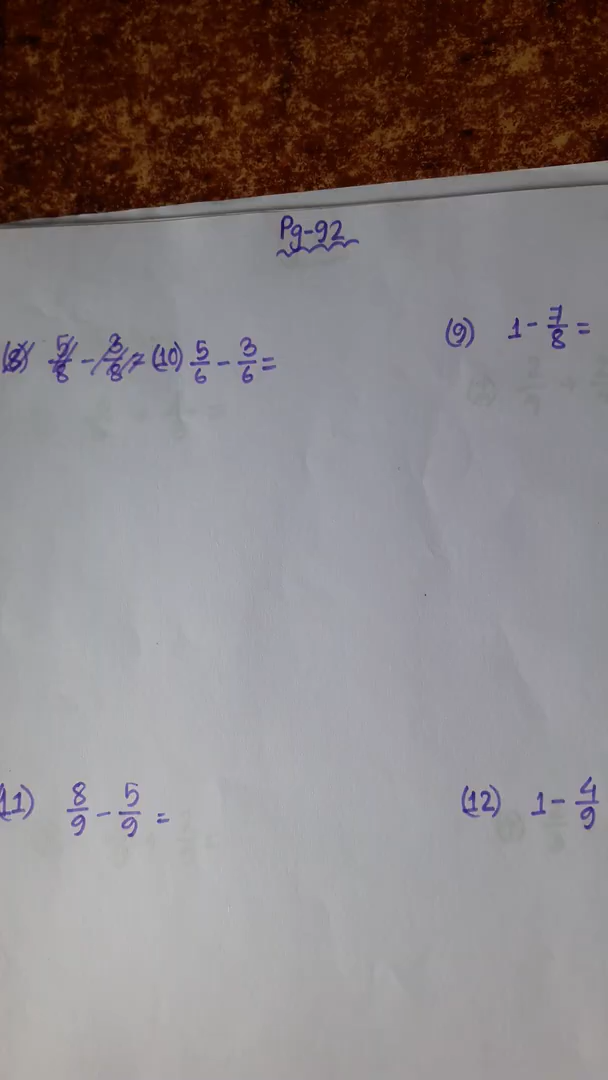 Pg-92
(8) 5/8 - 3/8 = (10) 5/6 - 3/6 =
(9) 1 - 7/8 =
(11) 8/9 - 5/9 =
(12) 1 - 4/9